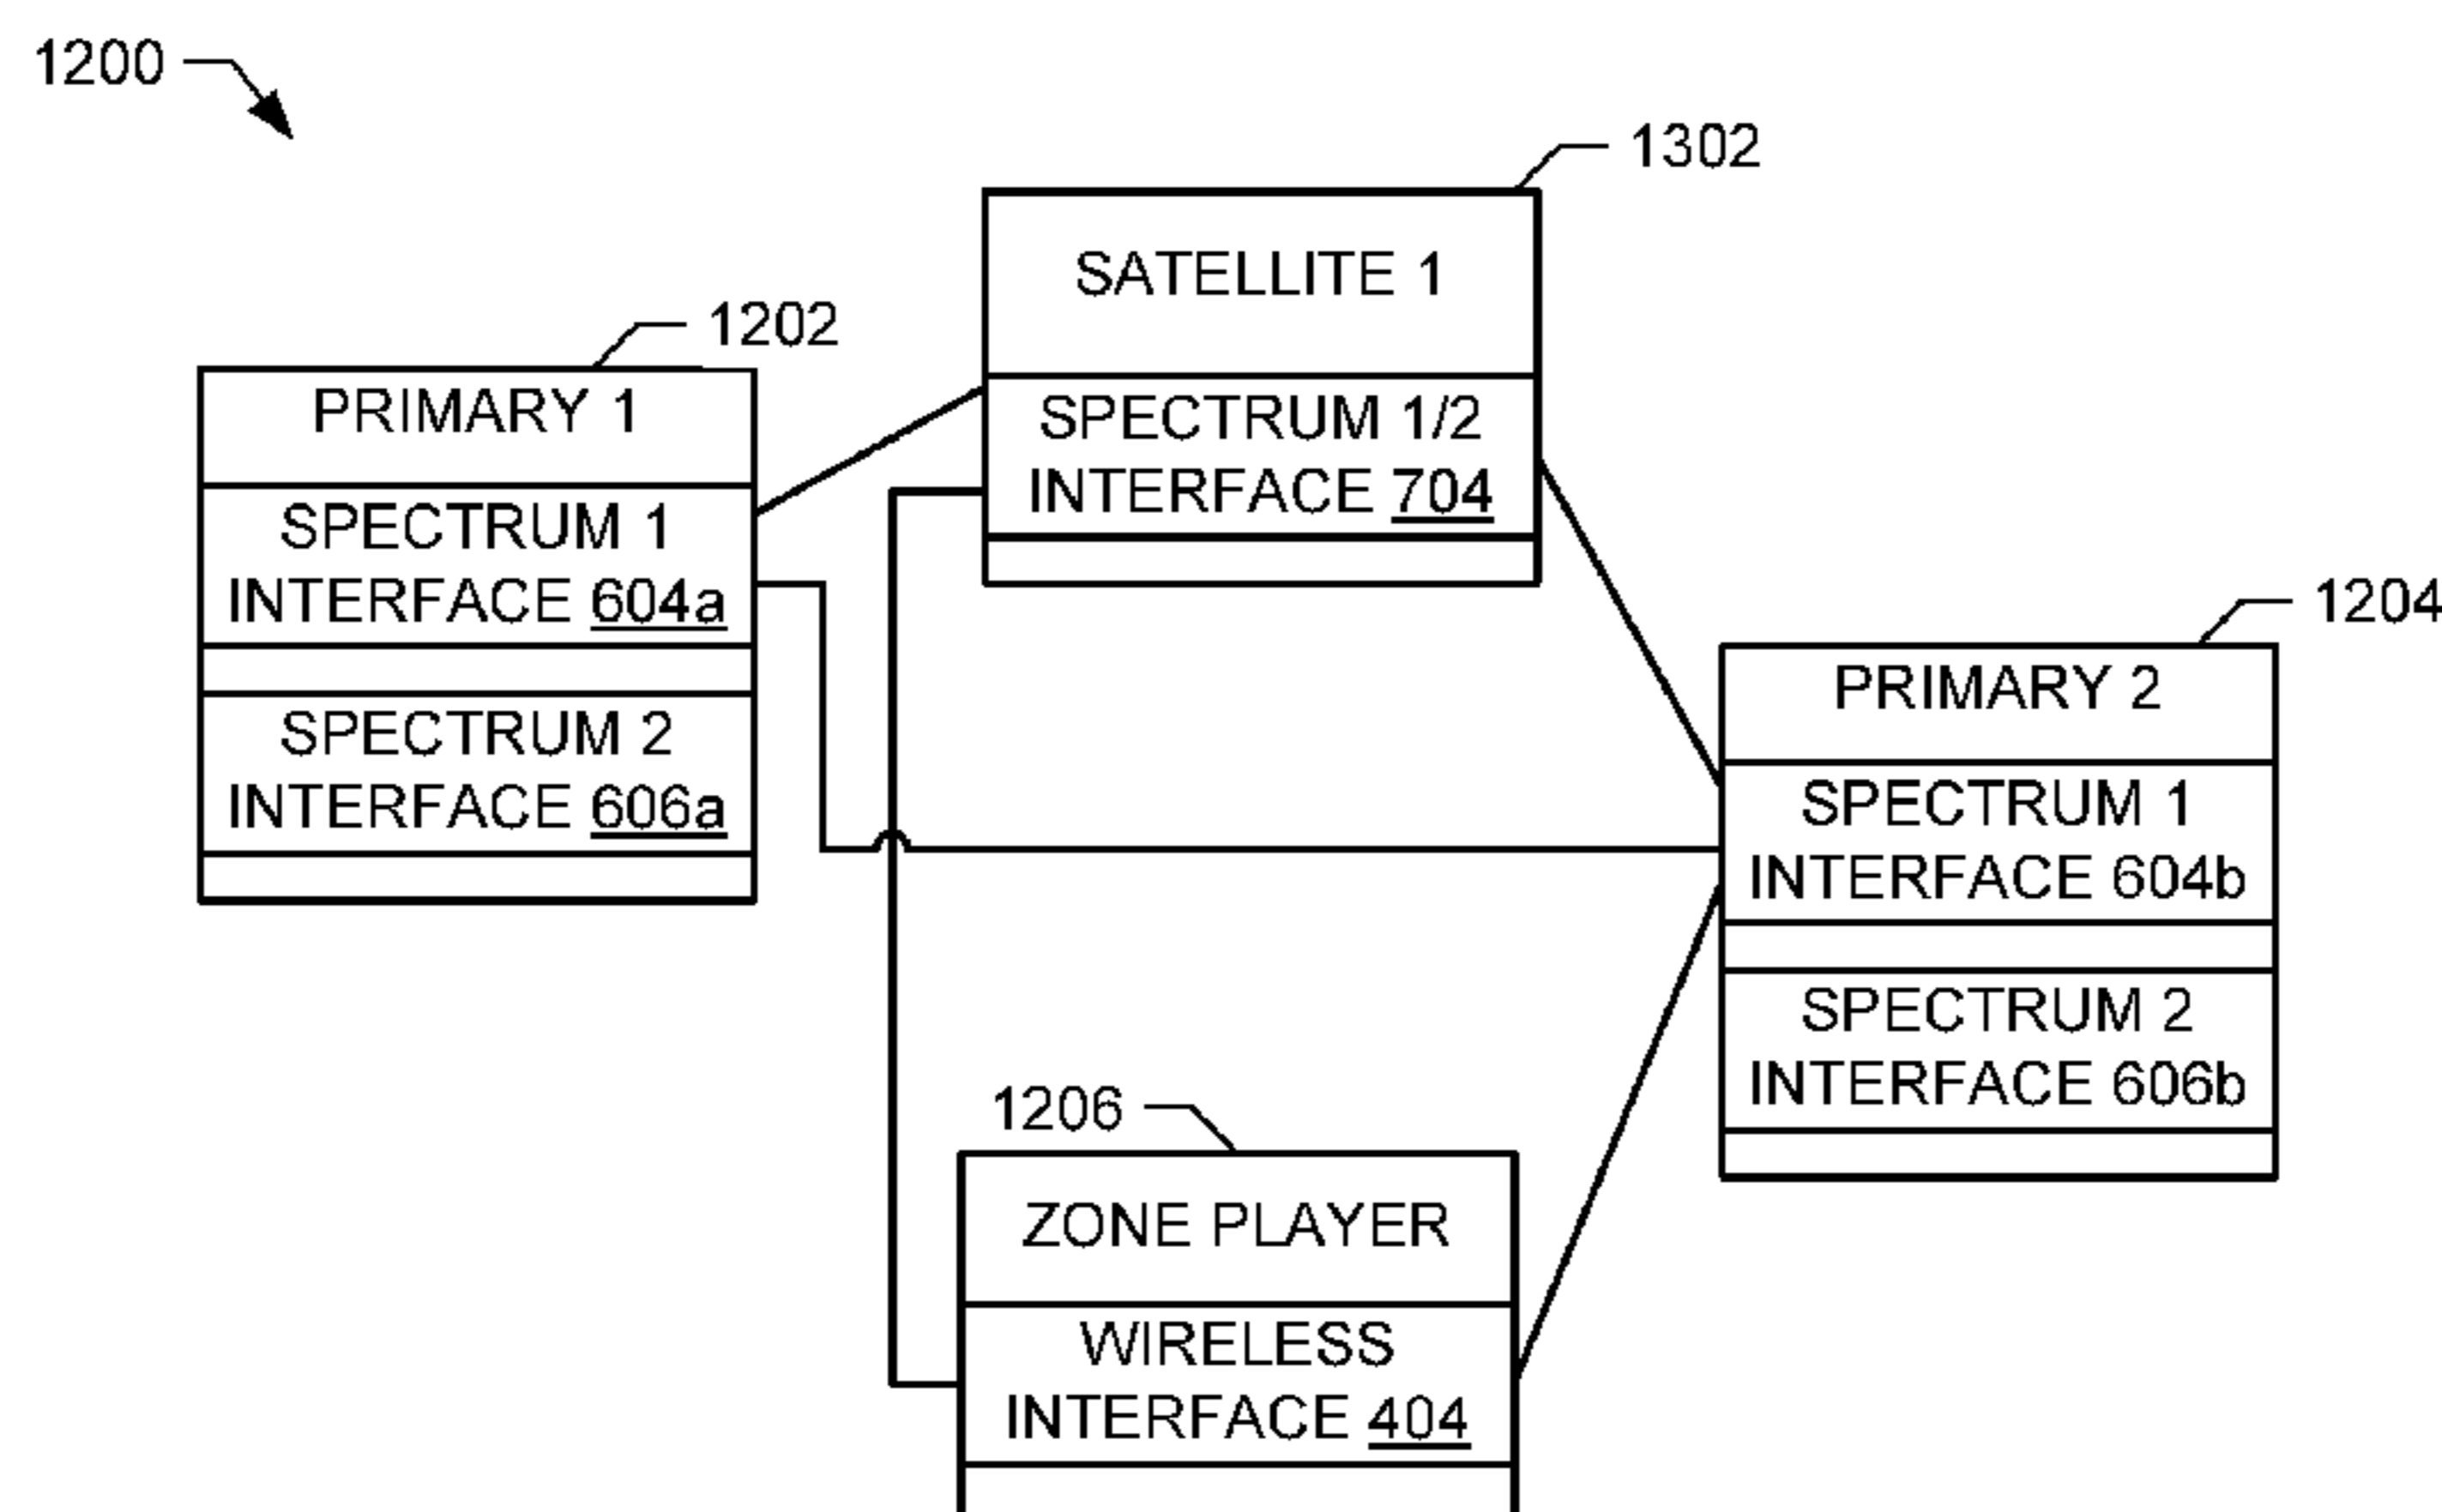 1200
1302
SATELLITE 1
SPECTRUM 1/2
INTERFACE 704
1202
PRIMARY 1
SPECTRUM 1
INTERFACE 604a
SPECTRUM 2
INTERFACE 606a
1204
PRIMARY 2
SPECTRUM 1
INTERFACE 604b
SPECTRUM 2
INTERFACE 606b
1206
ZONE PLAYER
WIRELESS
INTERFACE 404